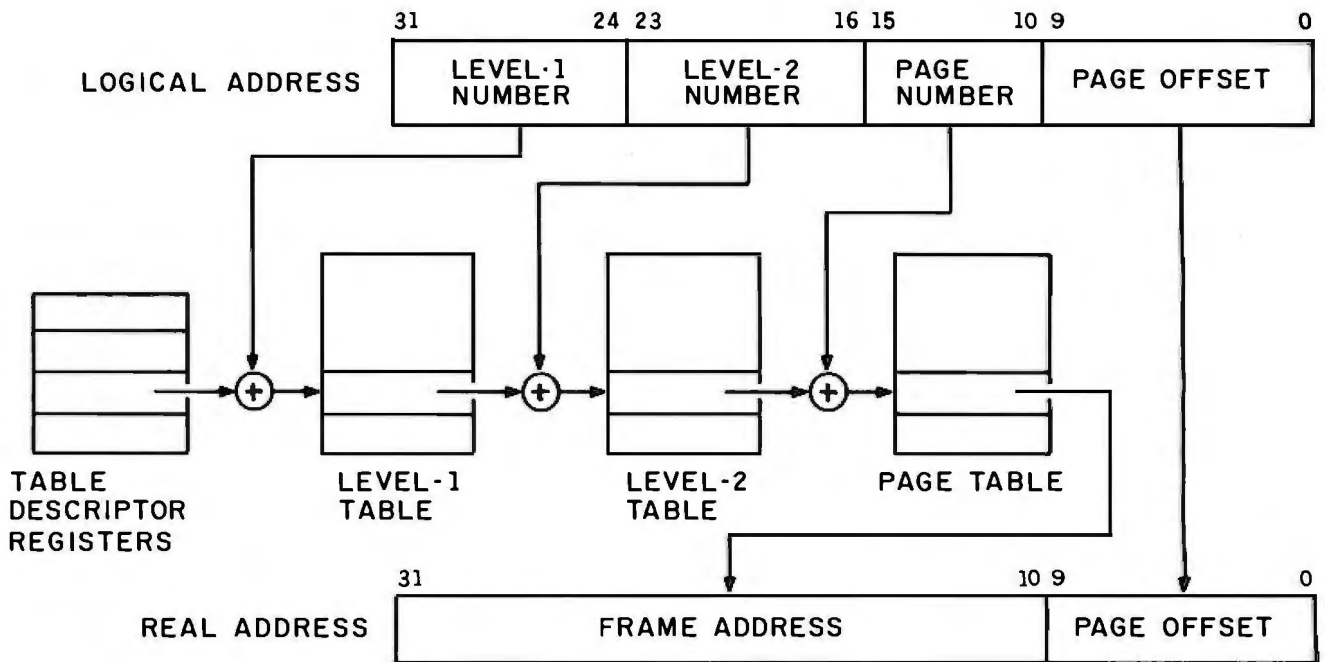 31 24 23 16 15 10 9 0
LOGICAL ADDRESS
LEVEL-1
NUMBER
LEVEL-2
NUMBER
PAGE
NUMBER
PAGE OFFSET
+ + +
TABLE
DESCRIPTOR
REGISTERS
LEVEL-1
TABLE
LEVEL-2
TABLE
PAGE TABLE
31 10 9 0
REAL ADDRESS
FRAME ADDRESS
PAGE OFFSET